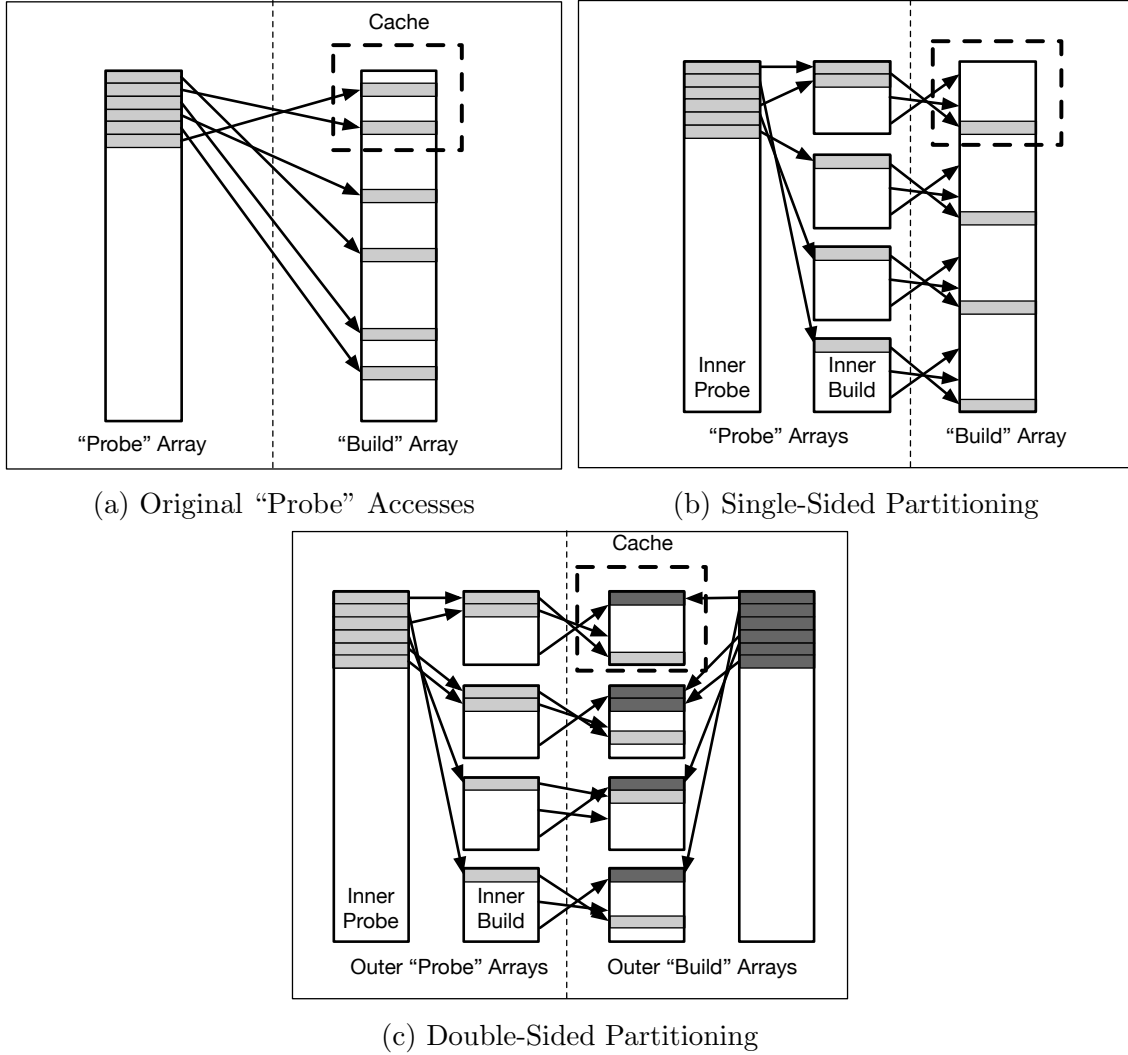 Cache
“Probe” Array
“Build” Array
(a) Original “Probe” Accesses
Inner
Probe
Inner
Build
“Probe” Arrays
“Build” Array
(b) Single-Sided Partitioning
Cache
Inner
Probe
Inner
Build
Outer “Probe” Arrays
Outer “Build” Arrays
(c) Double-Sided Partitioning